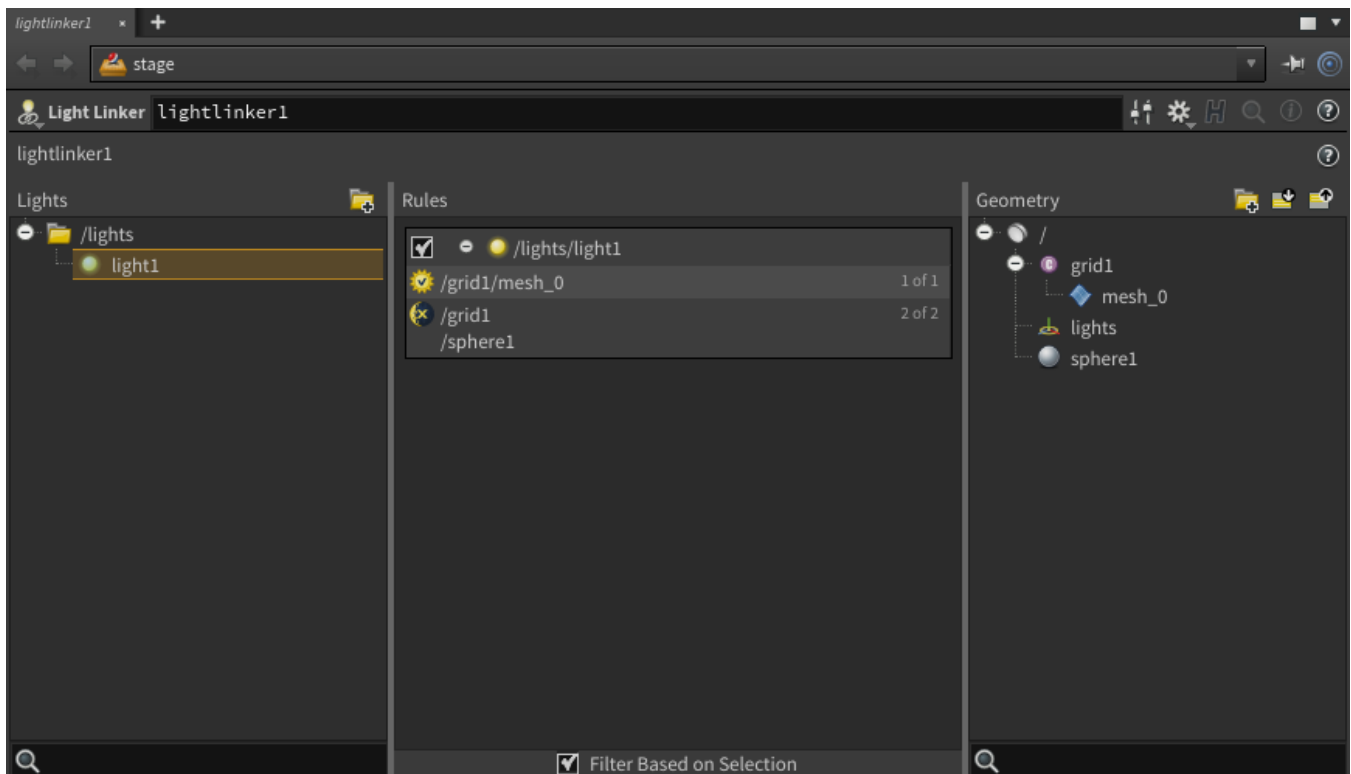 lightlinker1
stage
Light Linker lightlinker1
lightlinker1
Lights
/lights
light1
Rules
/lights/light1
/grid1/mesh_0 1 of 1
/grid1 2 of 2
/sphere1
Filter Based on Selection
Geometry
/
grid1
mesh_0
lights
sphere1